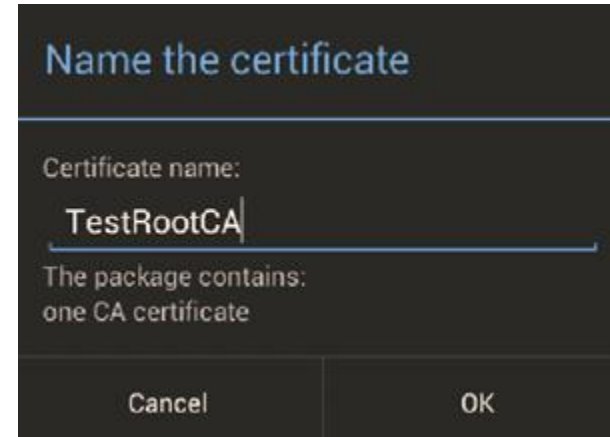 Name the certificate
Certificate name:
TestRootCA
The package contains:
one CA certificate
Cancel
OK